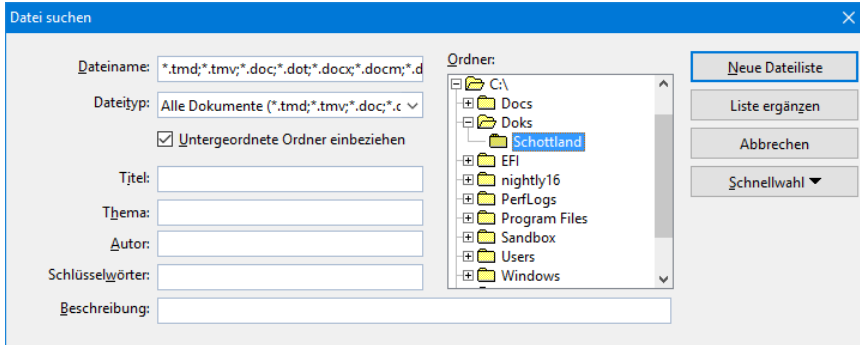 Datei suchen
Dateiname: *.tmd;*.tmv;*.doc;*.dot;*.docx;*.docm;*.d
Dateityp: Alle Dokumente (*.tmd;*.tmv;*.doc;*.c
Untergeordnete Ordner einbeziehen
Titel:
Thema:
Autor:
Schlüsselwörter:
Beschreibung:
Ordner:
C:\
Docs
Doks
Schottland
EFI
nightly16
PerfLogs
Program Files
Sandbox
Users
Windows
Neue Dateiliste
Liste ergänzen
Abbrechen
Schnellwahl